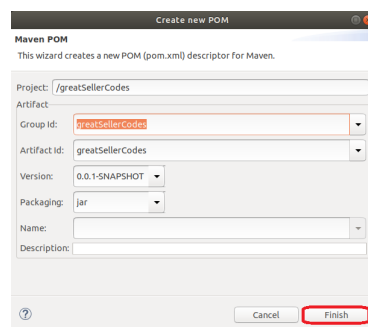 Create new POM
Maven POM
This wizard creates a new POM (pom.xml) descriptor for Maven.
Project: /greatSellerCodes
Artifact
Group Id: greatSellerCodes
Artifact Id: greatSellerCodes
Version: 0.0.1-SNAPSHOT
Packaging: jar
Name:
Description:
? Cancel Finish